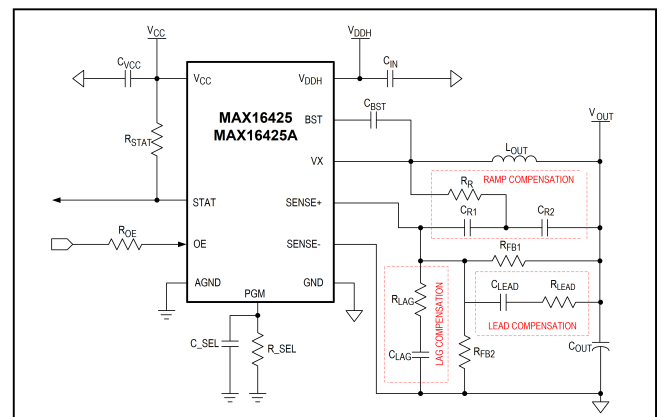 VCC
VDDH
CVCC
CIN
VCC
VDDH
MAX16425
MAX16425A
BST
CBST
VOUT
RSTAT
LOUT
VX
RR
RAMP COMPENSATION
STAT
SENSE+
CR1
CR2
ROE
OE
SENSE-
RFB1
CLEAD
RLEAD
AGND
GND
RLAG
LEAD COMPENSATION
PGM
LAG COMPENSATION
C_SEL
R_SEL
CLAG
RFB2
COUT